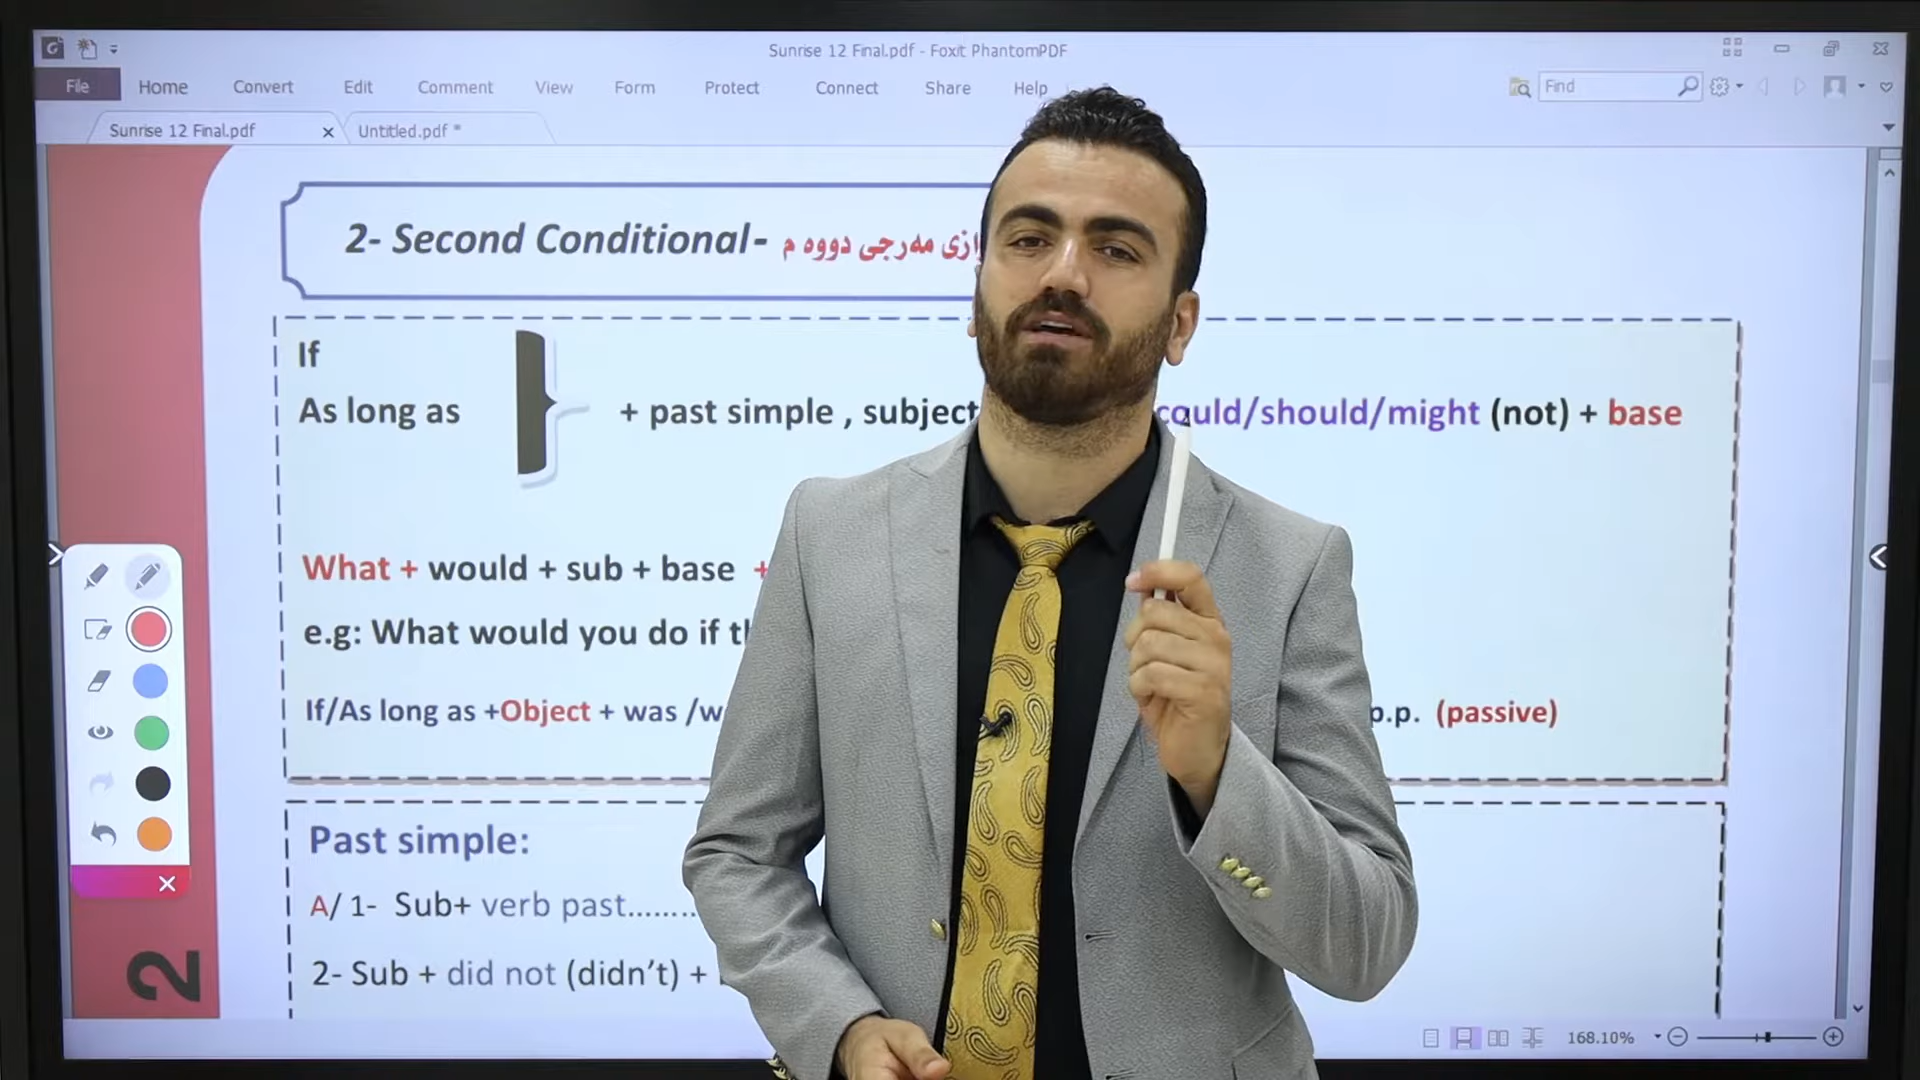 Sunrise 12 Final.pdf - Foxit PhantomPDF
File Home Convert Edit Comment View Form Protect Connect Share Help Find
Sunrise 12 Final.pdf Untitled.pdf *
2- Second Conditional- مەرجی دووە م
If
As long as + past simple , subject could/should/might (not) + base
What + would + sub + base +
e.g: What would you do if
If/As long as +Object + was p.p. (passive)
Past simple:
A/ 1- Sub+ verb past........
2- Sub + did not (didn't) +
2
168.10%